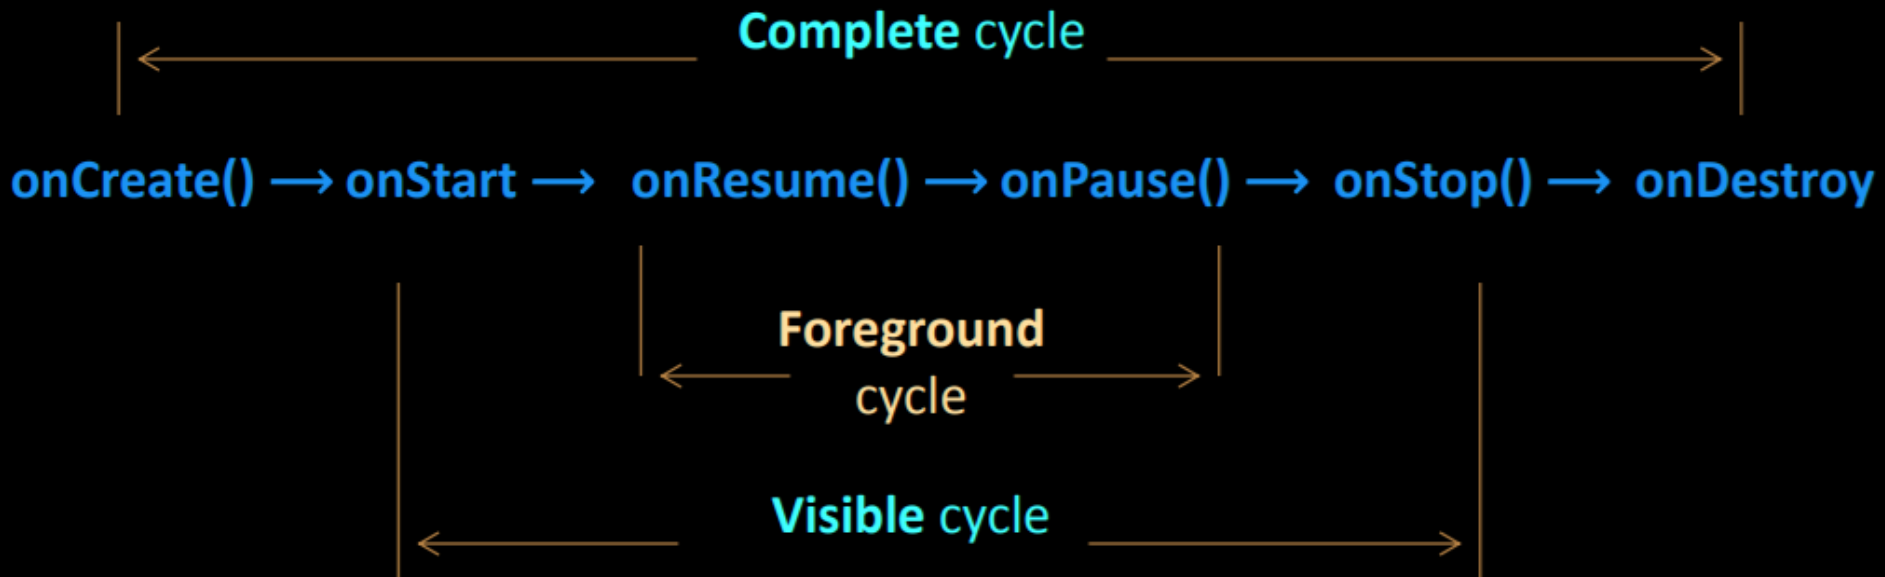 Complete cycle
onCreate() → onStart → onResume() → onPause() → onStop() → onDestroy
Foreground
cycle
Visible cycle